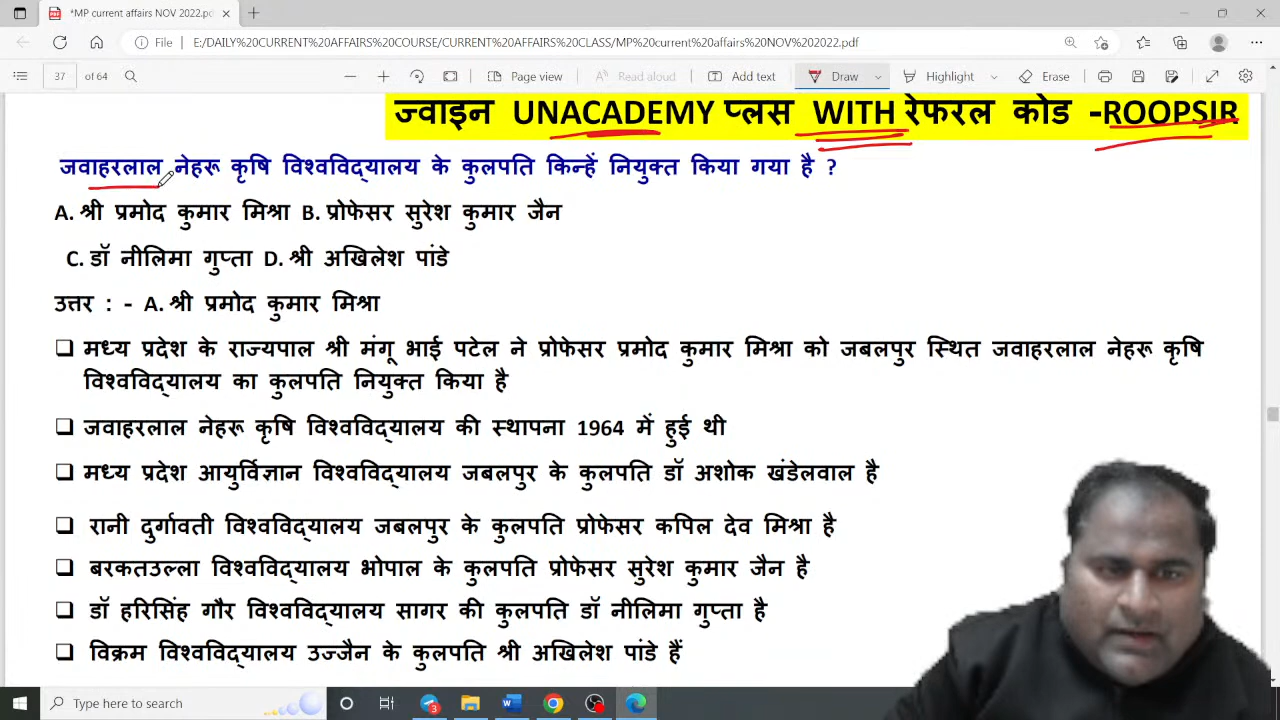 *MP current affairs NOV 2022.pd
File E:/DAILY%20CURRENT%20AFFAIRS%20COURSE/CURRENT%20AFFAIRS%20CLASS/MP%20current%20affairs%20NOV%202022.pdf
37 of 64 Page view Read aloud Add text Draw Highlight Erase
ज्वाइन UNACADEMY प्लस WITH रेफरल कोड -ROOPSIR
जवाहरलाल नेहरू कृषि विश्वविद्यालय के कुलपति किन्हें नियुक्त किया गया है ?
A. श्री प्रमोद कुमार मिश्रा B. प्रोफेसर सुरेश कुमार जैन
C. डॉ नीलिमा गुप्ता D. श्री अखिलेश पांडे
उत्तर : - A. श्री प्रमोद कुमार मिश्रा
मध्य प्रदेश के राज्यपाल श्री मंगू भाई पटेल ने प्रोफेसर प्रमोद कुमार मिश्रा को जबलपुर स्थित जवाहरलाल नेहरू कृषि
विश्वविद्यालय का कुलपति नियुक्त किया है
जवाहरलाल नेहरू कृषि विश्वविद्यालय की स्थापना 1964 में हुई थी
मध्य प्रदेश आयुर्विज्ञान विश्वविद्यालय जबलपुर के कुलपति डॉ अशोक खंडेलवाल है
रानी दुर्गावती विश्वविद्यालय जबलपुर के कुलपति प्रोफेसर कपिल देव मिश्रा है
बरकतउल्ला विश्वविद्यालय भोपाल के कुलपति प्रोफेसर सुरेश कुमार जैन है
डॉ हरिसिंह गौर विश्वविद्यालय सागर की कुलपति डॉ नीलिमा गुप्ता है
विक्रम विश्वविद्यालय उज्जैन के कुलपति श्री अखिलेश पांडे हैं
Type here to search 3